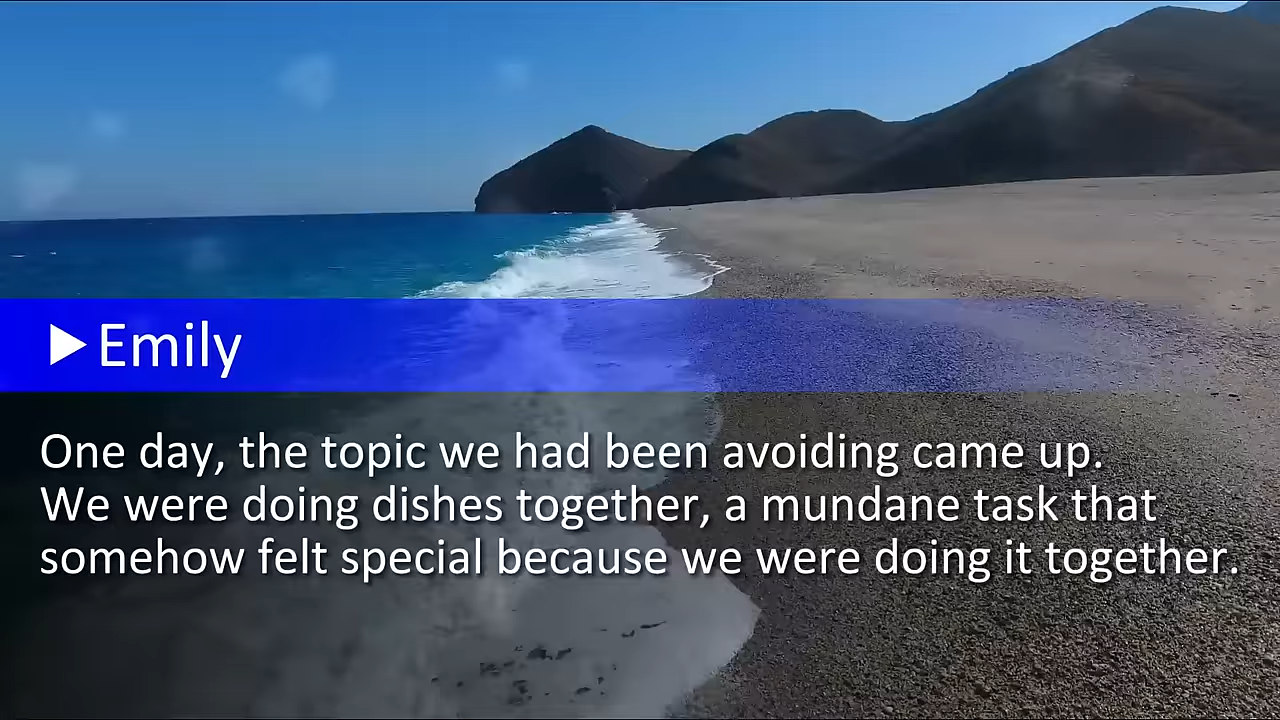 Emily
One day, the topic we had been avoiding came up.
We were doing dishes together, a mundane task that
somehow felt special because we were doing it together.